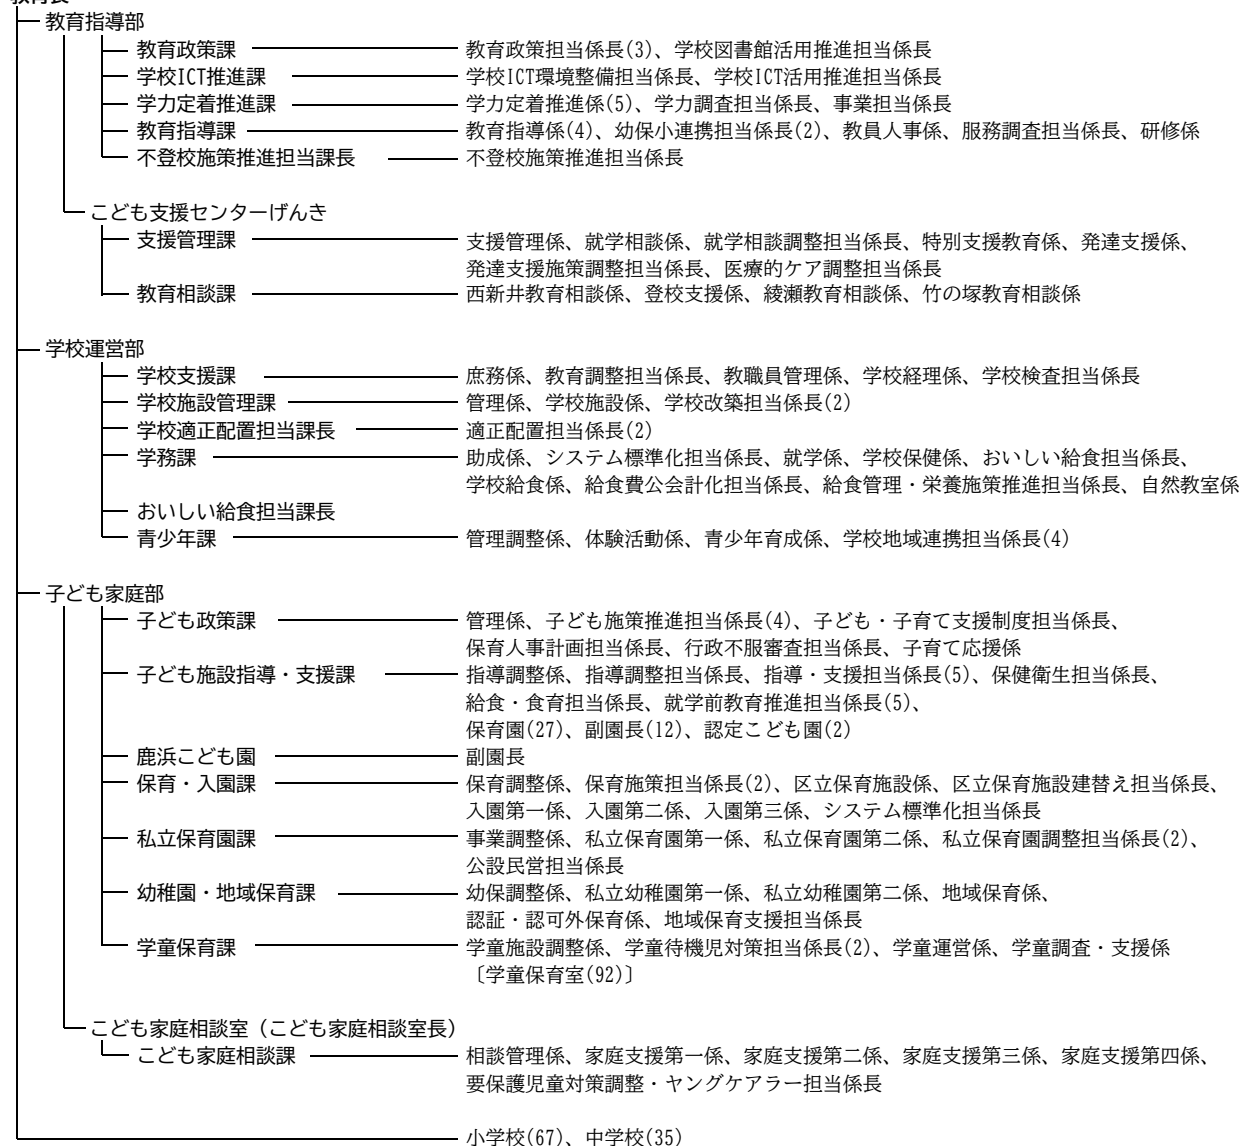 教育長
教育指導部
教育政策課 教育政策担当係長(3)、学校図書館活用推進担当係長
学校ICT推進課 学校ICT環境整備担当係長、学校ICT活用推進担当係長
学力定着推進課 学力定着推進係(5)、学力調査担当係長、事業担当係長
教育指導課 教育指導係(4)、幼保小連携担当係長(2)、教員人事係、服務調査担当係長、研修係
不登校施策推進担当課長 不登校施策推進担当係長
こども支援センターげんき
支援管理課 支援管理係、就学相談係、就学相談調整担当係長、特別支援教育係、発達支援係、
発達支援施策調整担当係長、医療的ケア調整担当係長
教育相談課 西新井教育相談係、登校支援係、綾瀬教育相談係、竹の塚教育相談係
学校運営部
学校支援課 庶務係、教育調整担当係長、教職員管理係、学校経理係、学校検査担当係長
学校施設管理課 管理係、学校施設係、学校改築担当係長(2)
学校適正配置担当課長 適正配置担当係長(2)
学務課 助成係、システム標準化担当係長、就学係、学校保健係、おいしい給食担当係長、
学校給食係、給食費公会計化担当係長、給食管理・栄養施策推進担当係長、自然教室係
おいしい給食担当課長
青少年課 管理調整係、体験活動係、青少年育成係、学校地域連携担当係長(4)
子ども家庭部
子ども政策課 管理係、子ども施策推進担当係長(4)、子ども・子育て支援制度担当係長、
保育人事計画担当係長、行政不服審査担当係長、子育て応援係
子ども施設指導・支援課 指導調整係、指導調整担当係長、指導・支援担当係長(5)、保健衛生担当係長、
給食・食育担当係長、就学前教育推進担当係長(5)、
保育園(27)、副園長(12)、認定こども園(2)
鹿浜こども園 副園長
保育・入園課 保育調整係、保育施策担当係長(2)、区立保育施設係、区立保育施設建替え担当係長、
入園第一係、入園第二係、入園第三係、システム標準化担当係長
私立保育園課 事業調整係、私立保育園第一係、私立保育園第二係、私立保育園調整担当係長(2)、
公設民営担当係長
幼稚園・地域保育課 幼保調整係、私立幼稚園第一係、私立幼稚園第二係、地域保育係、
認証・認可外保育係、地域保育支援担当係長
学童保育課 学童施設調整係、学童待機児対策担当係長(2)、学童運営係、学童調査・支援係
〔学童保育室(92)〕
こども家庭相談室（こども家庭相談室長）
こども家庭相談課 相談管理係、家庭支援第一係、家庭支援第二係、家庭支援第三係、家庭支援第四係、
要保護児童対策調整・ヤングケアラー担当係長
小学校(67)、中学校(35)